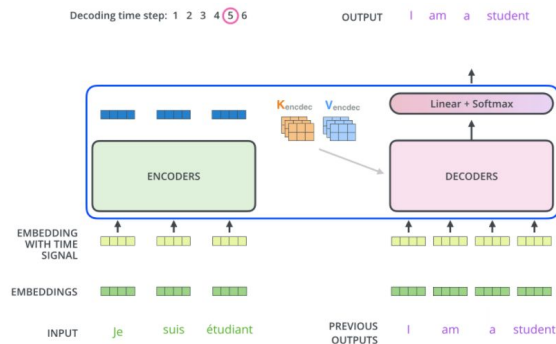 Decoding time step: 1 2 3 4 5 6
OUTPUT I am a student
Kencdec Vencdec
Linear + Softmax
ENCODERS
DECODERS
EMBEDDING
WITH TIME
SIGNAL
EMBEDDINGS
INPUT Je suis étudiant
PREVIOUS
OUTPUTS
I am a student